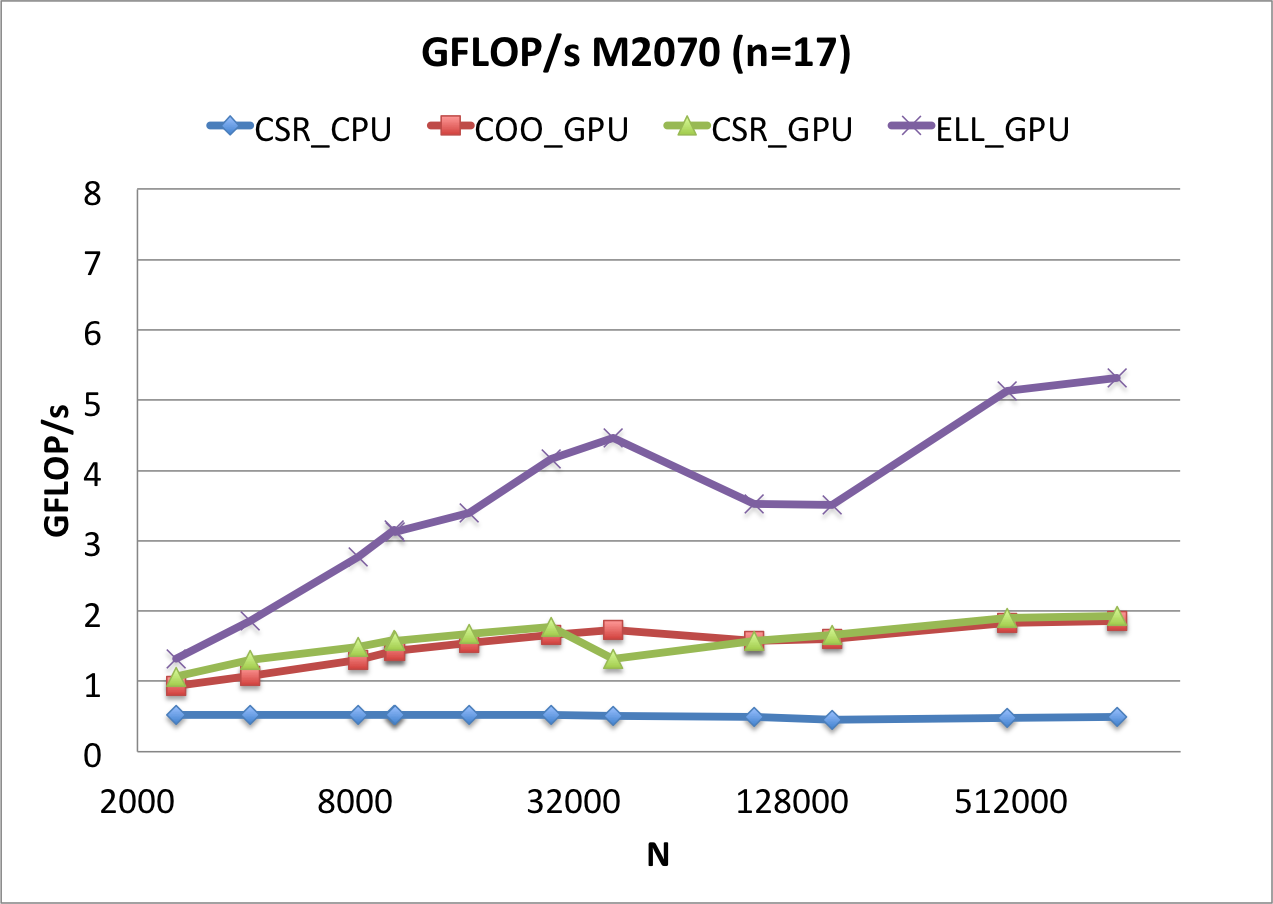 GFLOP/s M2070 (n=17)
CSR_CPU COO_GPU CSR_GPU ELL_GPU
8
7
6
5
4
3
2
1
0
GFLOP/s
2000 8000 32000 128000 512000
N